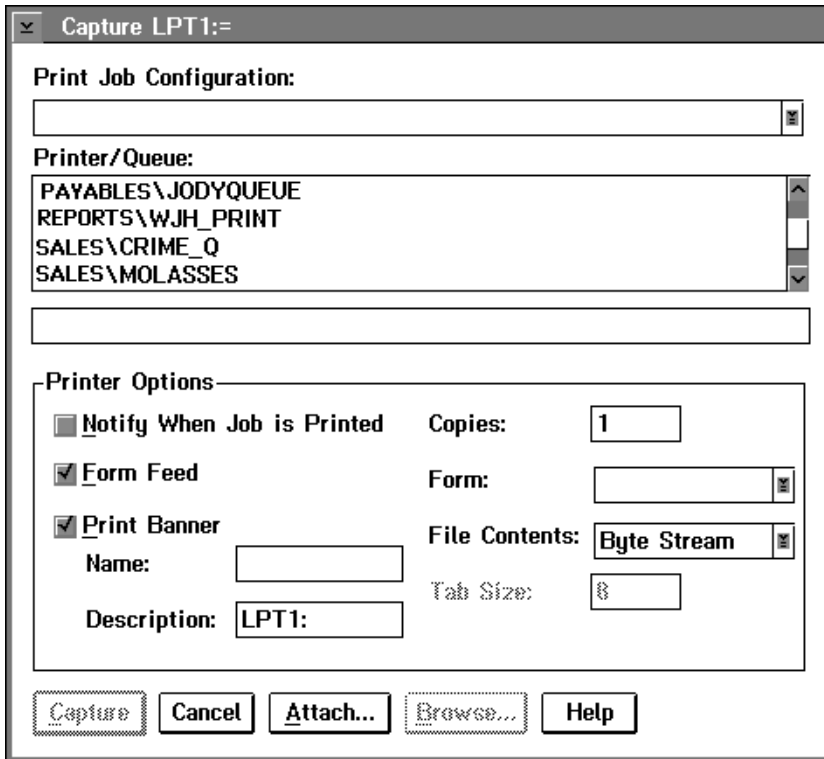 Capture LPT1:=
Print Job Configuration:
Printer/Queue:
PAYABLES\JODYQUEUE
REPORTS\WJH_PRINT
SALES\CRIME_Q
SALES\MOLASSES
Printer Options
Notify When Job is Printed
Copies: 1
Form Feed
Form:
Print Banner
File Contents: Byte Stream
Name:
Tab Size: 8
Description: LPT1:
Capture Cancel Attach... Browse... Help